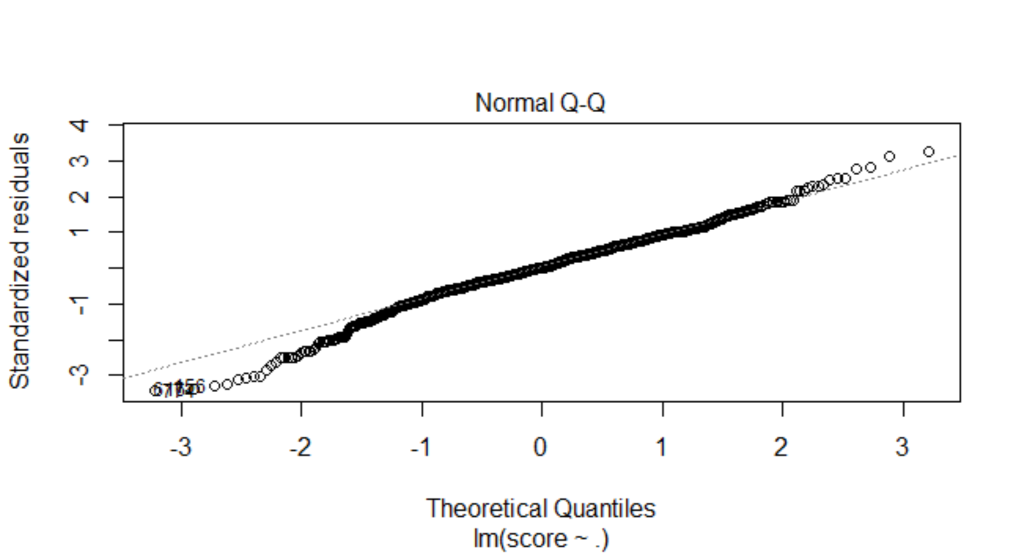 Normal Q-Q
Standardized residuals
4
3
2
1
-1
-3
-3 -2 -1 0 1 2 3
Theoretical Quantiles
lm(score ~ .)